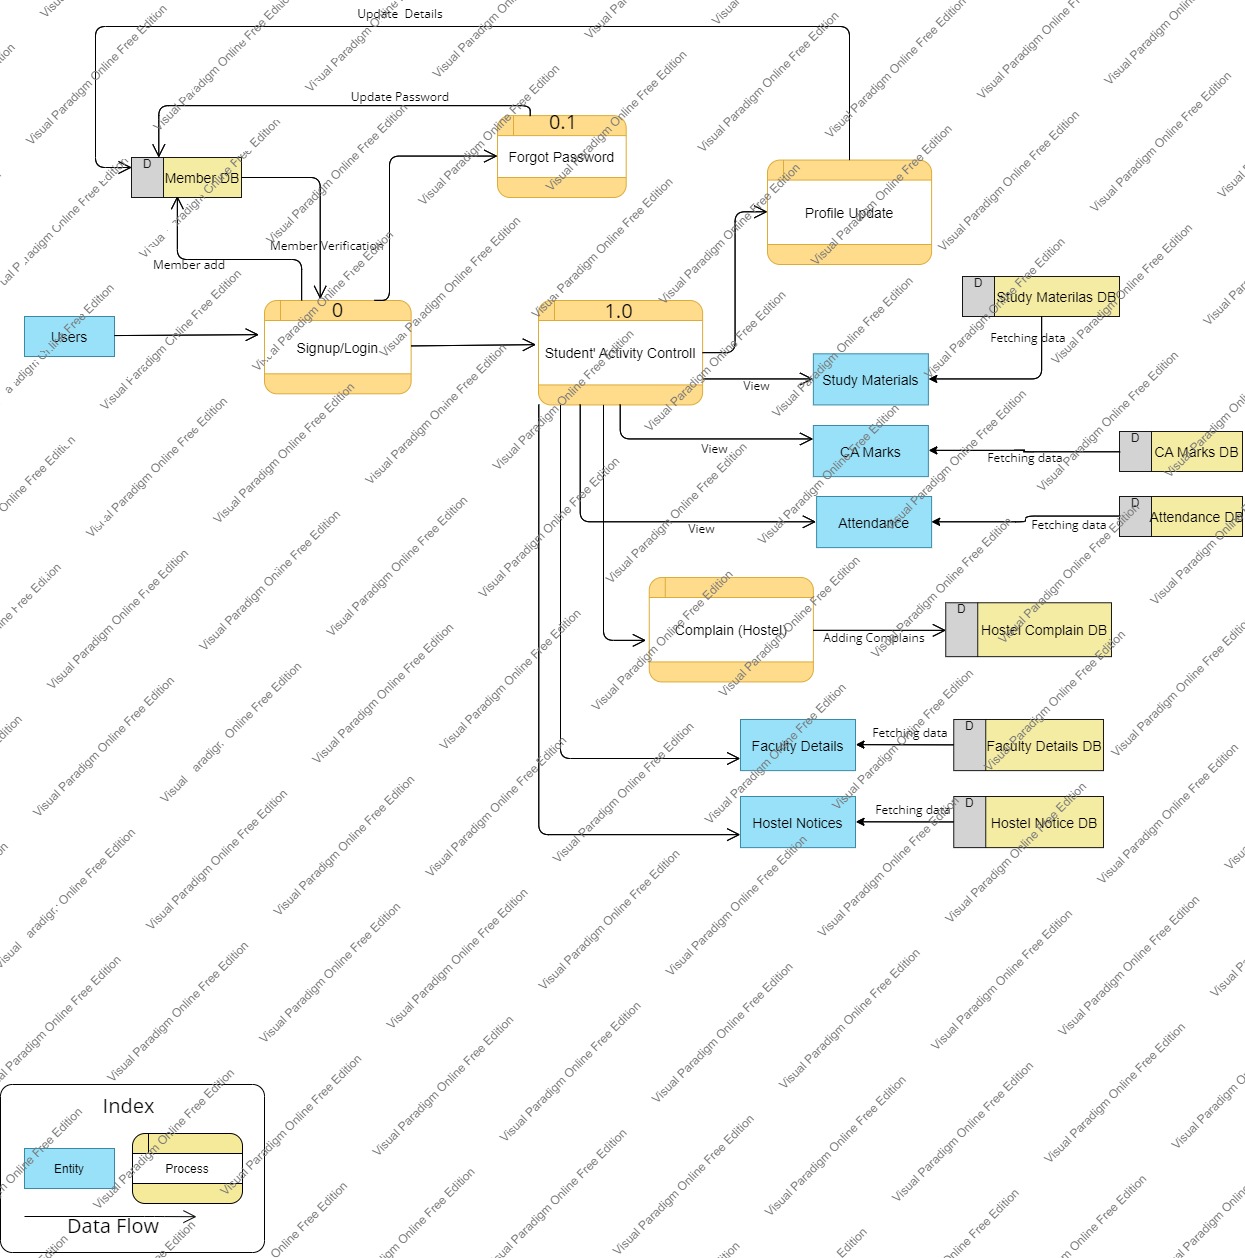 Update Details
Update Password
0.1
Forgot Password
D
Member DB
Profile Update
Member Verification
Member add
D
Study Materilas DB
Fetching data
Users
0
Signup/Login
1.0
Student' Activity Controll
View
Study Materials
View
CA Marks
Fetching data
D
CA Marks DB
View
Attendance
Fetching data
D
Attendance DB
Complain (Hostel)
Adding Complains
D
Hostel Complain DB
Faculty Details
Fetching data
D
Faculty Details DB
Hostel Notices
Fetching data
D
Hostel Notice DB
Index
Entity
Process
Data Flow
Visual Paradigm Online Free Edition